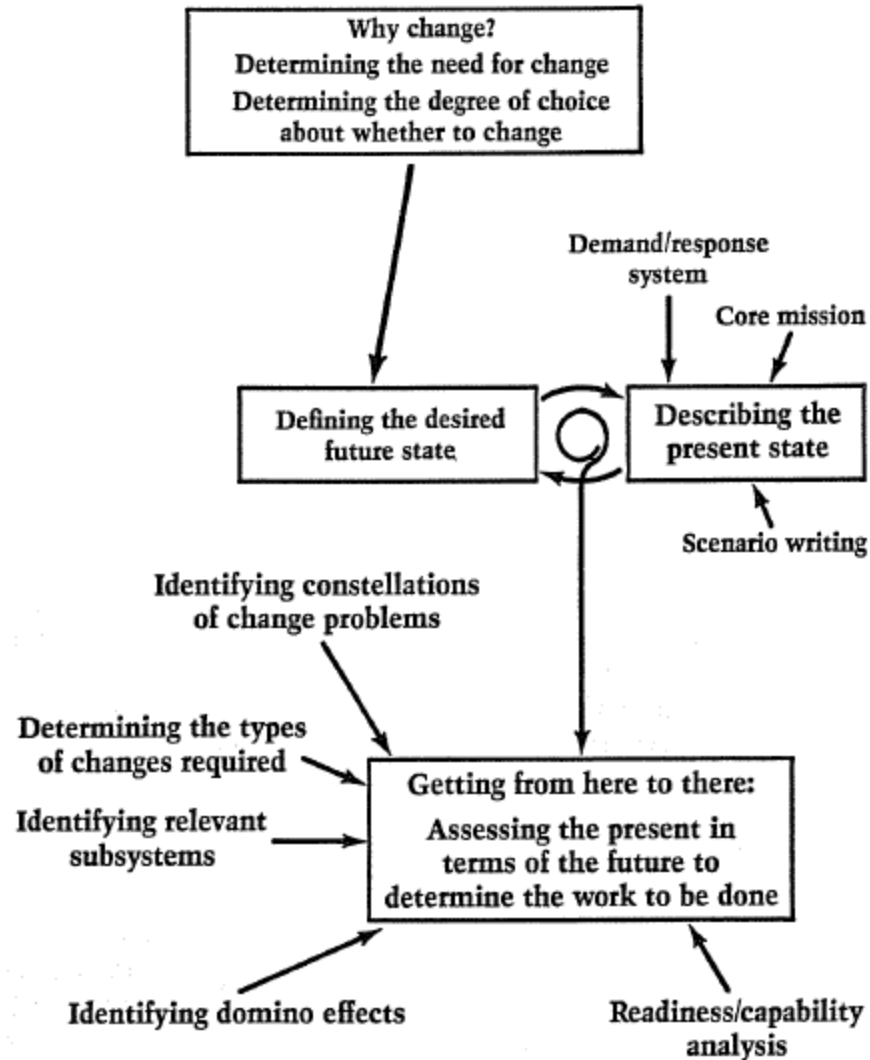 Why change?
Determining the need for change
Determining the degree of choice
about whether to change
Demand/response
system
Core mission
Defining the desired
future state
Describing the
present state
Scenario writing
Identifying constellations
of change problems
Determining the types
of changes required
Identifying relevant
subsystems
Getting from here to there:
Assessing the present in
terms of the future to
determine the work to be done
Identifying domino effects
Readiness/capability
analysis